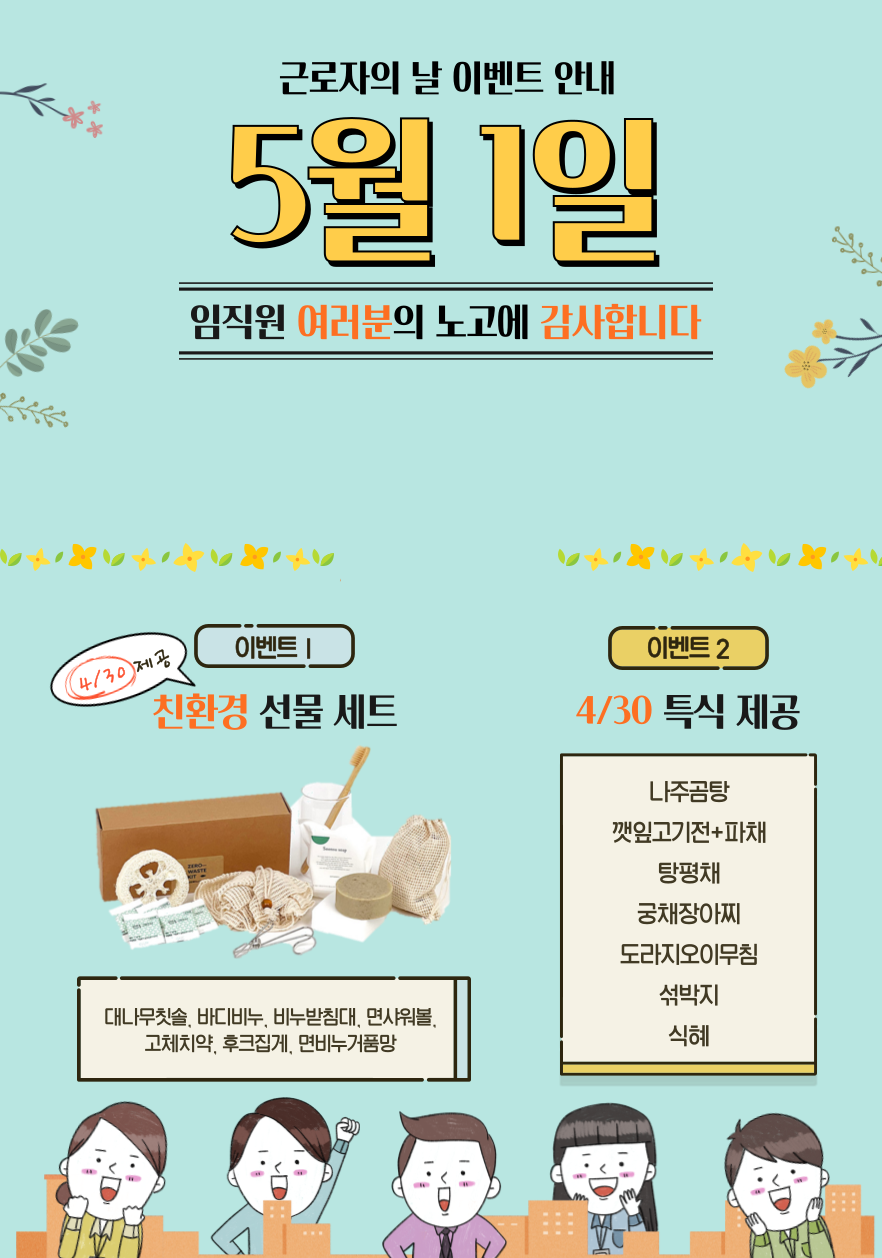 근로자의 날 이벤트 안내
5월 1일
임직원 여러분의 노고에 감사합니다
이벤트 1
4/30 제공
친환경 선물 세트
ZERO
WASTE
KIT
대나무칫솔, 바디비누, 비누받침대, 면샤워볼,
고체치약, 후크집게, 면비누거품망
이벤트 2
4/30 특식 제공
나주곰탕
깻잎고기전+파채
탕평채
궁채장아찌
도라지오이무침
섞박지
식혜